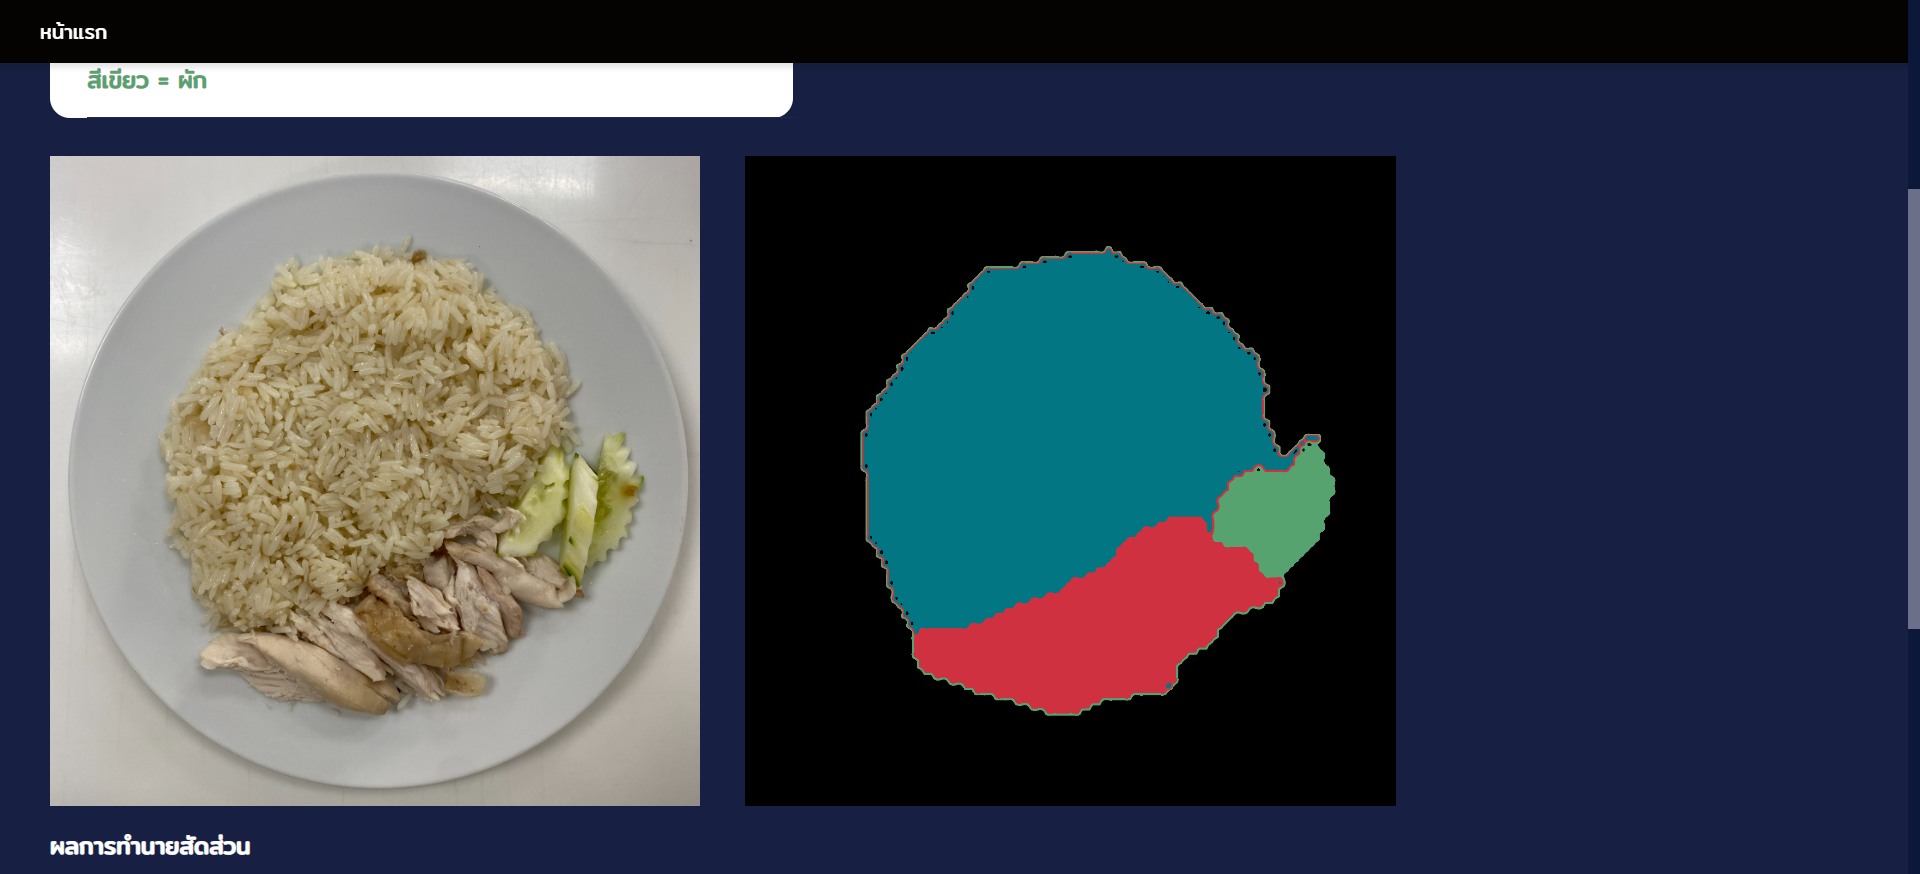 หน้าแรก
สีเขียว = ผัก
ผลการทำนายสัดส่วน